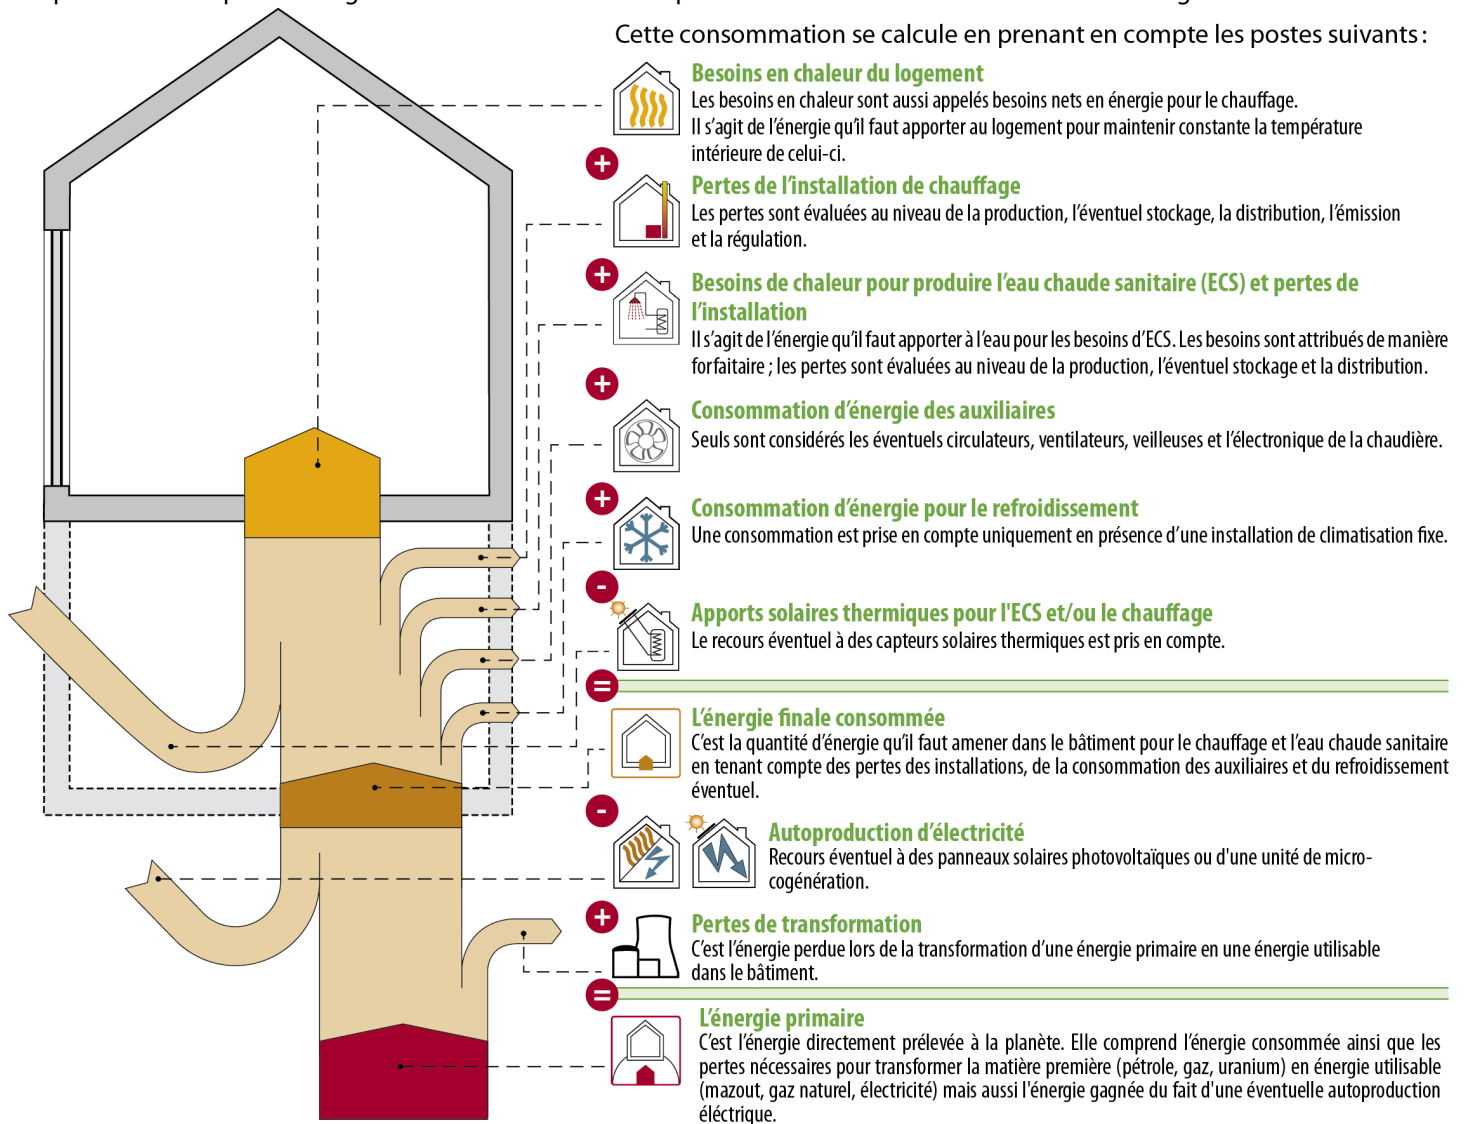 Cette consommation se calcule en prenant en compte les postes suivants :
Besoins en chaleur du logement
Les besoins en chaleur sont aussi appelés besoins nets en énergie pour le chauffage.
Il s’agit de l’énergie qu’il faut apporter au logement pour maintenir constante la température
intérieure de celui-ci.
+
Pertes de l’installation de chauffage
Les pertes sont évaluées au niveau de la production, l’éventuel stockage, la distribution, l’émission
et la régulation.
+
Besoins de chaleur pour produire l’eau chaude sanitaire (ECS) et pertes de
l’installation
Il s’agit de l’énergie qu’il faut apporter à l’eau pour les besoins d’ECS. Les besoins sont attribués de manière
forfaitaire ; les pertes sont évaluées au niveau de la production, l’éventuel stockage et la distribution.
+
Consommation d’énergie des auxiliaires
Seuls sont considérés les éventuels circulateurs, ventilateurs, veilleuses et l’électronique de la chaudière.
+
Consommation d’énergie pour le refroidissement
Une consommation est prise en compte uniquement en présence d’une installation de climatisation fixe.
-
Apports solaires thermiques pour l'ECS et/ou le chauffage
Le recours éventuel à des capteurs solaires thermiques est pris en compte.
=
L’énergie finale consommée
C’est la quantité d’énergie qu’il faut amener dans le bâtiment pour le chauffage et l’eau chaude sanitaire
en tenant compte des pertes des installations, de la consommation des auxiliaires et du refroidissement
éventuel.
-
Autoproduction d’électricité
Recours éventuel à des panneaux solaires photovoltaïques ou d'une unité de micro-
cogénération.
+
Pertes de transformation
C’est l’énergie perdue lors de la transformation d’une énergie primaire en une énergie utilisable
dans le bâtiment.
=
L’énergie primaire
C’est l’énergie directement prélevée à la planète. Elle comprend l’énergie consommée ainsi que les
pertes nécessaires pour transformer la matière première (pétrole, gaz, uranium) en énergie utilisable
(mazout, gaz naturel, électricité) mais aussi l'énergie gagnée du fait d'une éventuelle autoproduction
éléctrique.